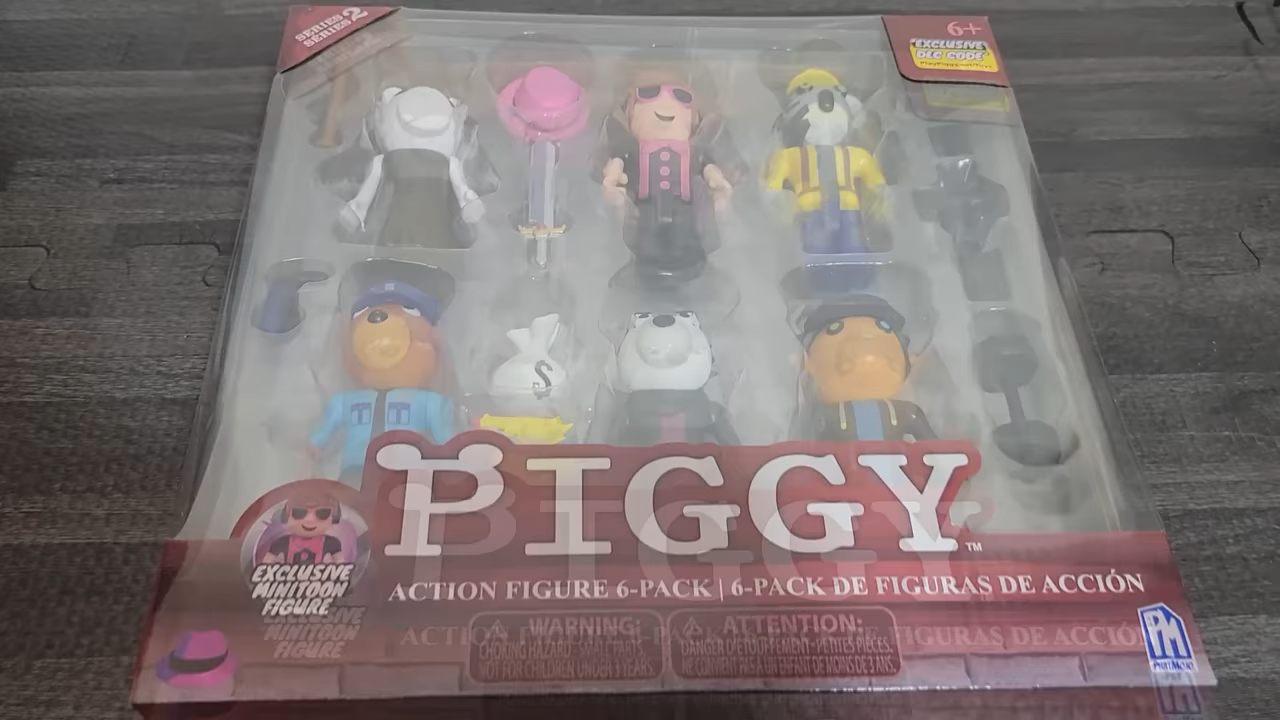 SERIES 2
SERIES 2
6+
EXCLUSIVE
DLC CODE
$
PIGGY™
EXCLUSIVE
MINITOON
FIGURE
ACTION FIGURE 6-PACK | 6-PACK DE FIGURAS DE ACCIÓN
WARNING:
CHOKING HAZARD: SMALL PARTS.
NOT FOR CHILDREN UNDER 3 YEARS.
ATTENTION:
DANGER D'ÉTOUFFEMENT-PETITES PIÈCES.
NE CONVIENT PAS À UN ENFANT DE MOINS DE 3 ANS.
PM
PHATMOJO